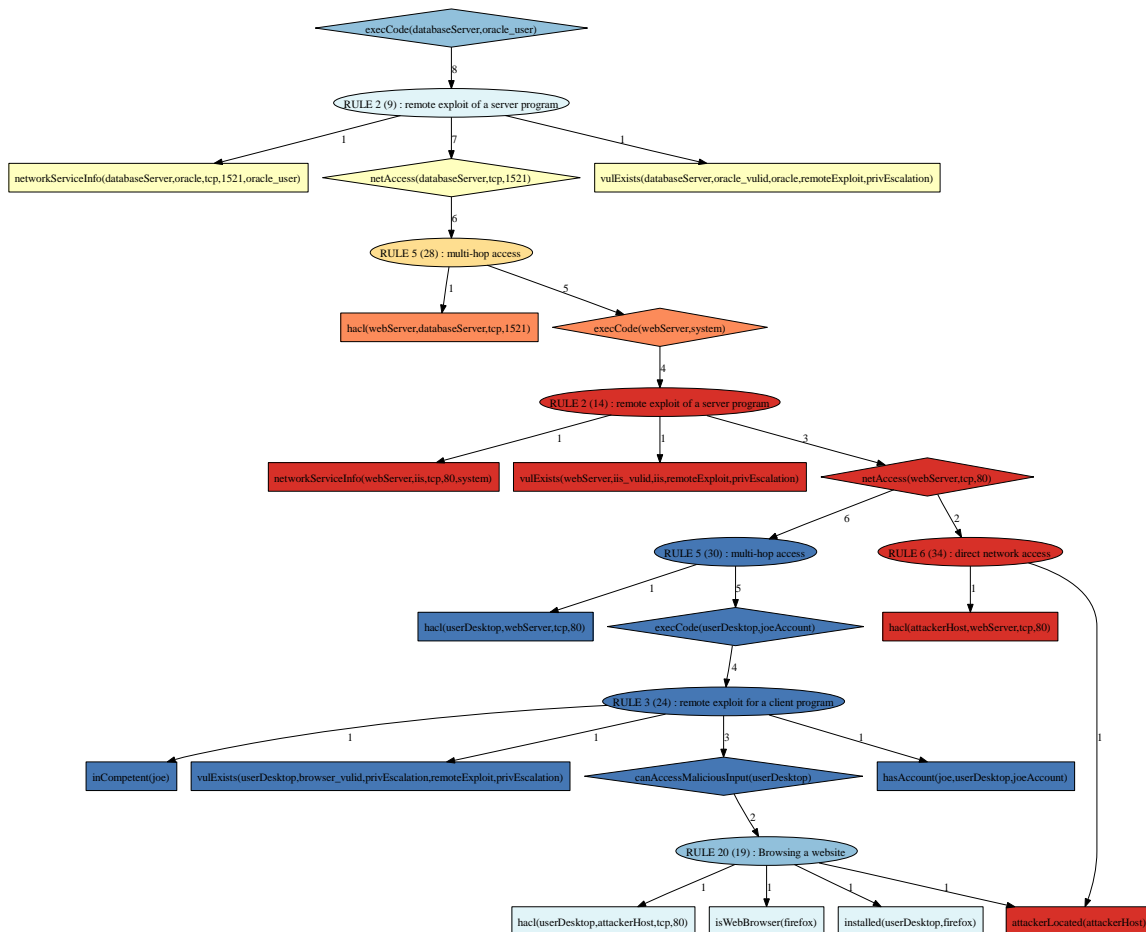 execCode(databaseServer,oracle_user)
8
RULE 2 (9) : remote exploit of a server program
1
7
1
networkServiceInfo(databaseServer,oracle,tcp,1521,oracle_user)
netAccess(databaseServer,tcp,1521)
vulExists(databaseServer,oracle_vulid,oracle,remoteExploit,privEscalation)
6
RULE 5 (28) : multi-hop access
1
5
hacl(webServer,databaseServer,tcp,1521)
execCode(webServer,system)
4
RULE 2 (14) : remote exploit of a server program
1
1
3
networkServiceInfo(webServer,iis,tcp,80,system)
vulExists(webServer,iis_vulid,iis,remoteExploit,privEscalation)
netAccess(webServer,tcp,80)
6
2
RULE 5 (30) : multi-hop access
RULE 6 (34) : direct network access
1
5
1
hacl(userDesktop,webServer,tcp,80)
execCode(userDesktop,joeAccount)
hacl(attackerHost,webServer,tcp,80)
4
RULE 3 (24) : remote exploit for a client program
1
1
3
1
1
inCompetent(joe)
vulExists(userDesktop,browser_vulid,privEscalation,remoteExploit,privEscalation)
canAccessMaliciousInput(userDesktop)
hasAccount(joe,userDesktop,joeAccount)
2
RULE 20 (19) : Browsing a website
1
1
1
1
hacl(userDesktop,attackerHost,tcp,80)
isWebBrowser(firefox)
installed(userDesktop,firefox)
attackerLocated(attackerHost)